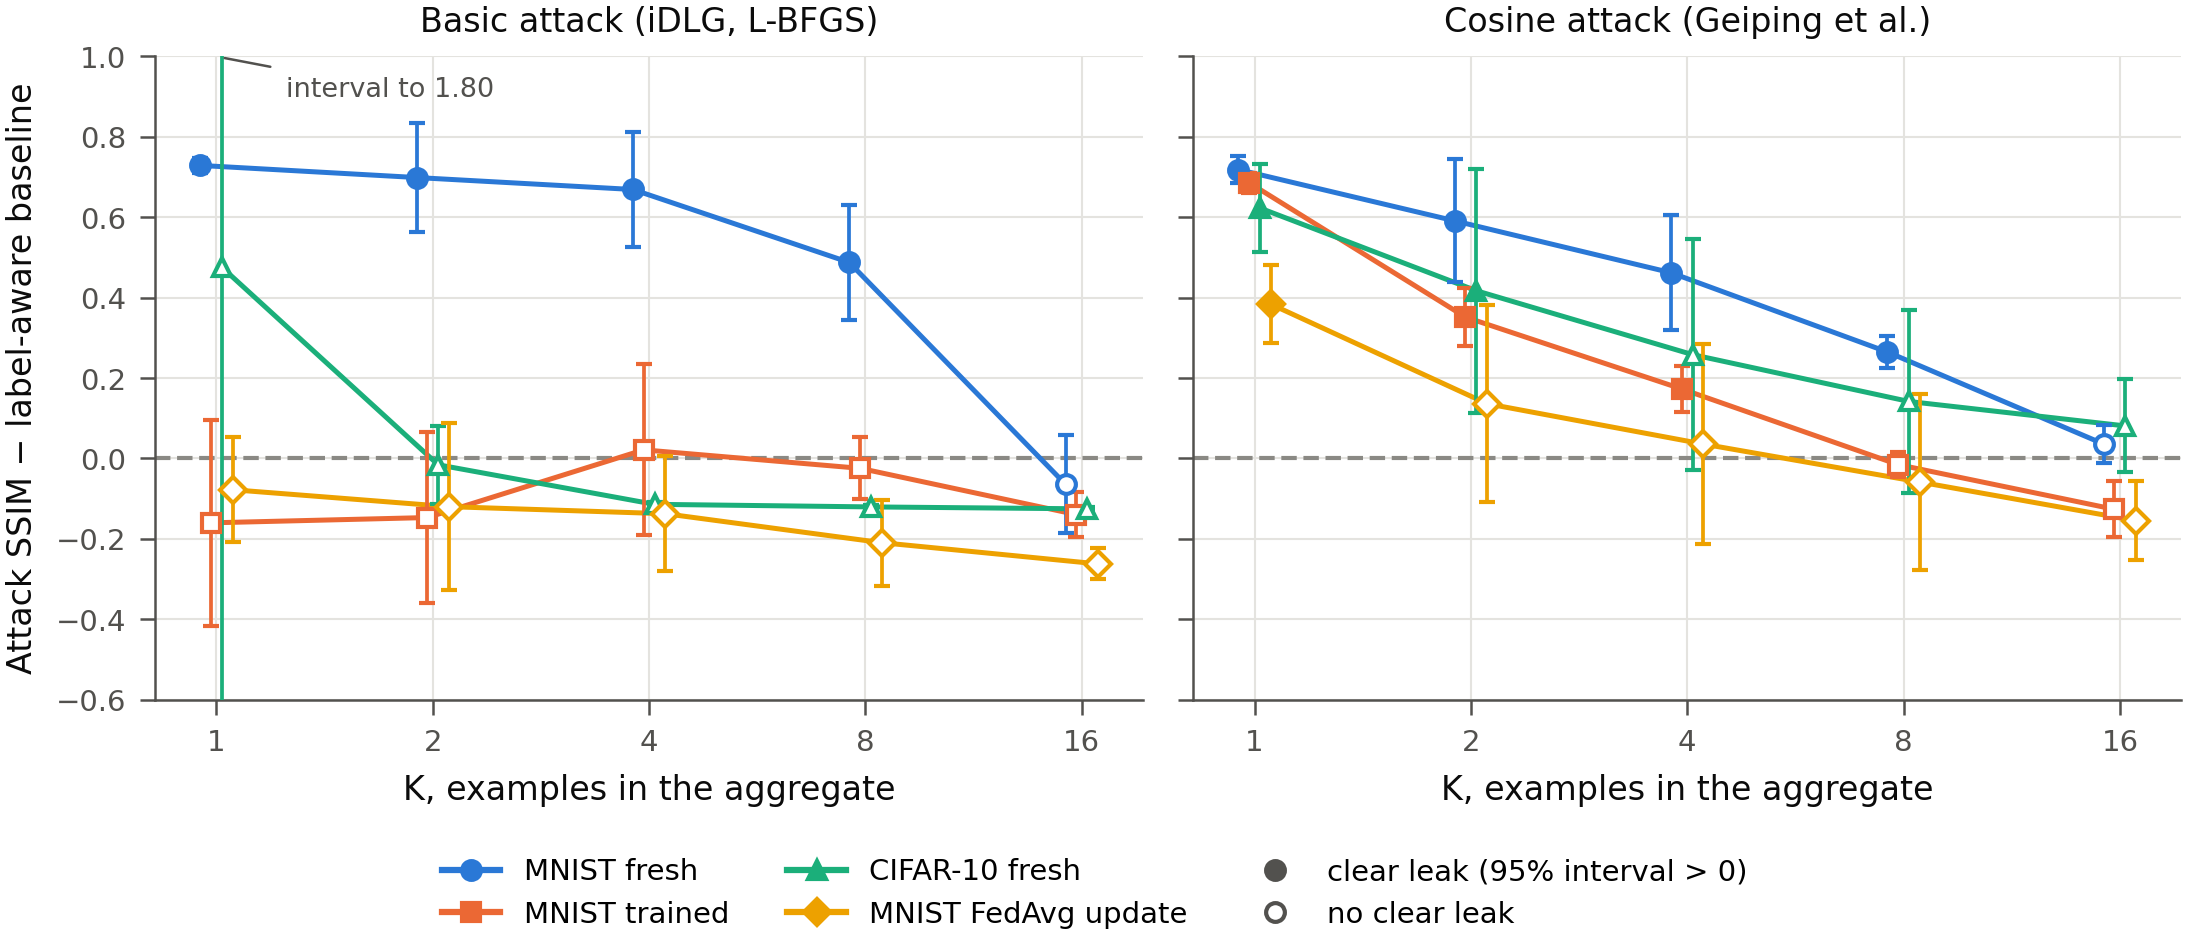 Basic attack (iDLG, L-BFGS)
Cosine attack (Geiping et al.)
Attack SSIM − label-aware baseline
1.0
0.8
0.6
0.4
0.2
0.0
−0.2
−0.4
−0.6
interval to 1.80
1 2 4 8 16
1 2 4 8 16
K, examples in the aggregate
K, examples in the aggregate
MNIST fresh
MNIST trained
CIFAR-10 fresh
MNIST FedAvg update
clear leak (95% interval > 0)
no clear leak